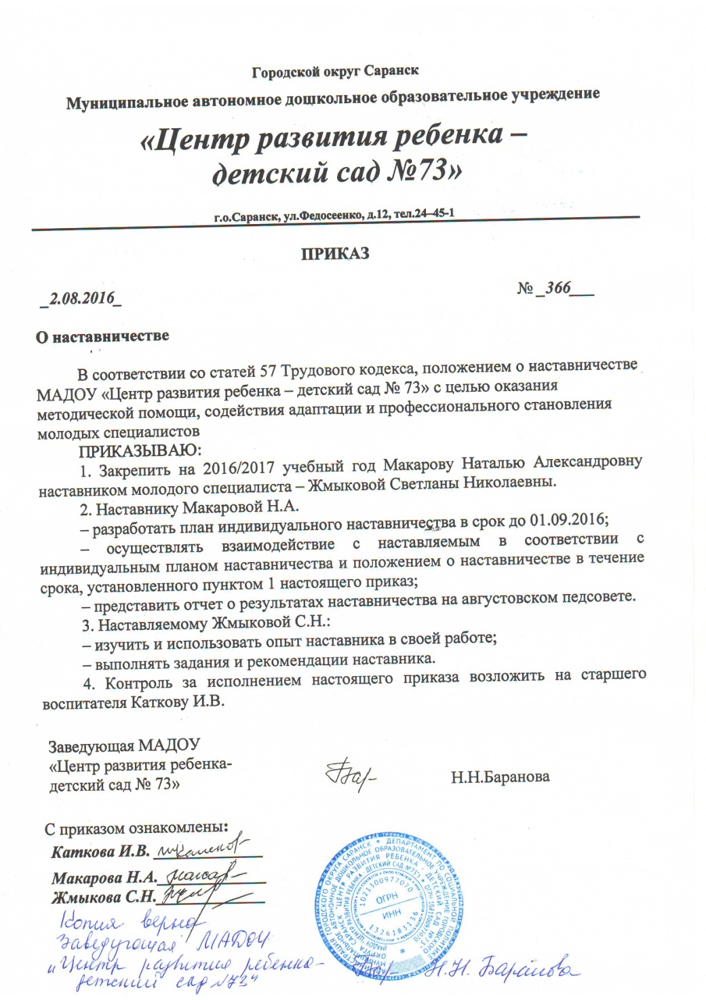 Городской округ Саранск
Муниципальное автономное дошкольное образовательное учреждение
«Центр развития ребенка –
детский сад №73»
г.о.Саранск, ул.Федосеенко, д.12, тел.24–45-1
ПРИКАЗ
_2.08.2016_
№ _366___
О наставничестве
В соответствии со статей 57 Трудового кодекса, положением о наставничестве
МАДОУ «Центр развития ребенка – детский сад № 73» с целью оказания
методической помощи, содействия адаптации и профессионального становления
молодых специалистов
ПРИКАЗЫВАЮ:
1. Закрепить на 2016/2017 учебный год Макарову Наталью Александровну
наставником молодого специалиста – Жмыковой Светланы Николаевны.
2. Наставнику Макаровой Н.А.
– разработать план индивидуального наставничества в срок до 01.09.2016;
– осуществлять взаимодействие с наставляемым в соответствии с
индивидуальным планом наставничества и положением о наставничестве в течение
срока, установленного пунктом 1 настоящего приказ;
– представить отчет о результатах наставничества на августовском педсовете.
3. Наставляемому Жмыковой С.Н.:
– изучить и использовать опыт наставника в своей работе;
– выполнять задания и рекомендации наставника.
4. Контроль за исполнением настоящего приказа возложить на старшего
воспитателя Каткову И.В.
Заведующая МАДОУ
«Центр развития ребенка-
детский сад № 73»
Н.Н.Баранова
С приказом ознакомлены:
Каткова И.В.
Макарова Н.А.
Жмыкова С.Н.
Копия верна
Заведующая МАДОУ
"Центр развития ребенка-
детский сад №73"
Н.Н. Баранова
ОГРН
ИНН
1021300977070
1326183136